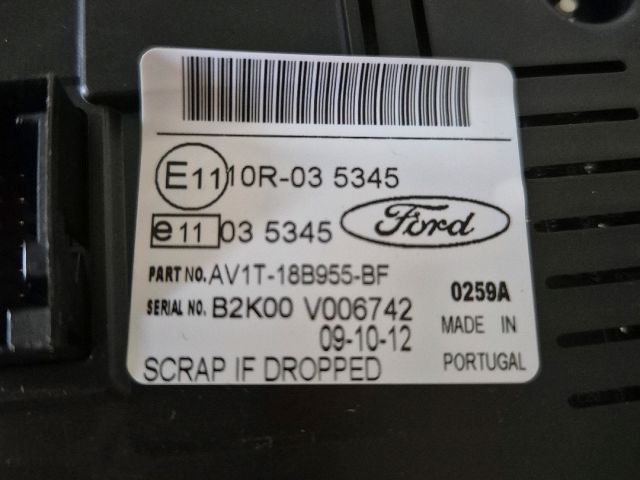 E11 10R-03 5345
e11 03 5345 Ford
PART NO. AV1T-18B955-BF
0259A
SERIAL NO. B2K00 V006742
09-10-12
MADE IN
PORTUGAL
SCRAP IF DROPPED